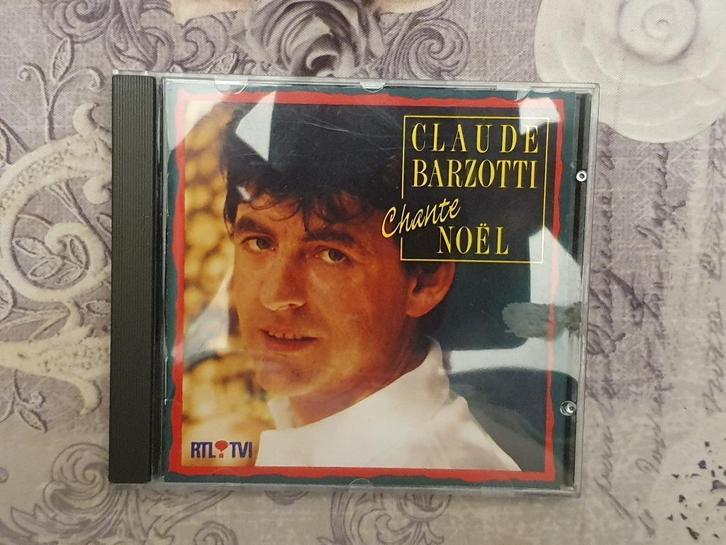 CLAUDE
BARZOTTI
Chante
NOËL
RTL TVI